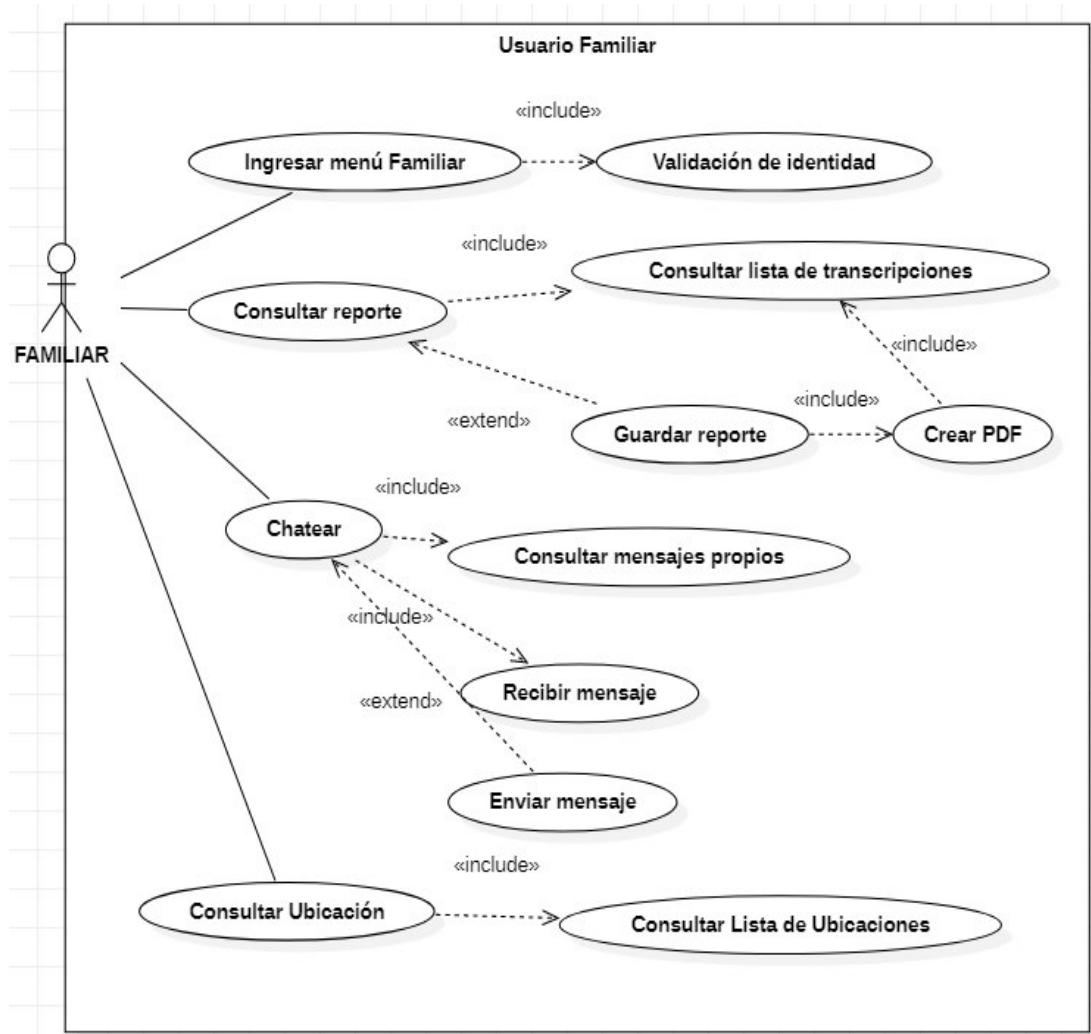 Usuario Familiar
«include»
Ingresar menú Familiar
Validación de identidad
«include»
Consultar lista de transcripciones
Consultar reporte
FAMILIAR
«include»
«include»
«extend»
Guardar reporte
Crear PDF
«include»
Chatear
Consultar mensajes propios
«include»
Recibir mensaje
«extend»
Enviar mensaje
«include»
Consultar Ubicación
Consultar Lista de Ubicaciones